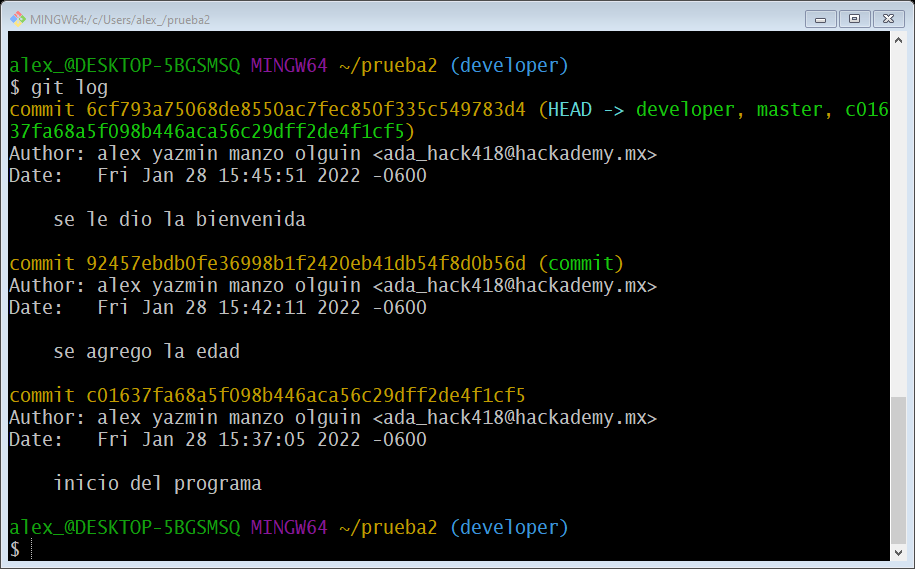 MINGW64:/c/Users/alex_/prueba2
alex_@DESKTOP-5BGSMSQ MINGW64 ~/prueba2 (developer)
$ git log
commit 6cf793a75068de8550ac7fec850f335c549783d4 (HEAD -> developer, master, c016
37fa68a5f098b446aca56c29dff2de4f1cf5)
Author: alex yazmin manzo olguin <ada_hack418@hackademy.mx>
Date:   Fri Jan 28 15:45:51 2022 -0600
se le dio la bienvenida
commit 92457ebdb0fe36998b1f2420eb41db54f8d0b56d (commit)
Author: alex yazmin manzo olguin <ada_hack418@hackademy.mx>
Date:   Fri Jan 28 15:42:11 2022 -0600
se agrego la edad
commit c01637fa68a5f098b446aca56c29dff2de4f1cf5
Author: alex yazmin manzo olguin <ada_hack418@hackademy.mx>
Date:   Fri Jan 28 15:37:05 2022 -0600
inicio del programa
alex_@DESKTOP-5BGSMSQ MINGW64 ~/prueba2 (developer)
$